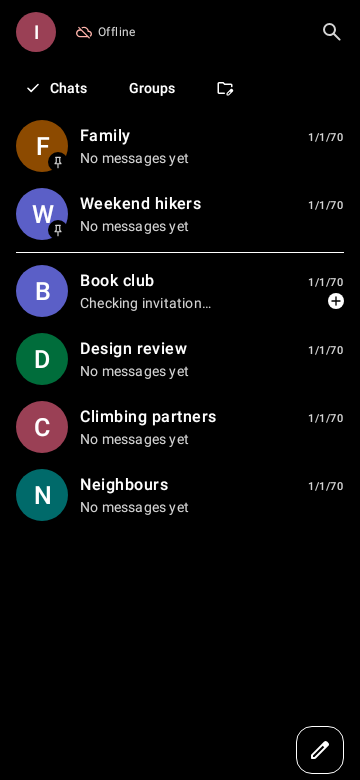 I
Offline
Chats Groups
F
Family 1/1/70
No messages yet
W
Weekend hikers 1/1/70
No messages yet
B
Book club 1/1/70
Checking invitation…
D
Design review 1/1/70
No messages yet
C
Climbing partners 1/1/70
No messages yet
N
Neighbours 1/1/70
No messages yet